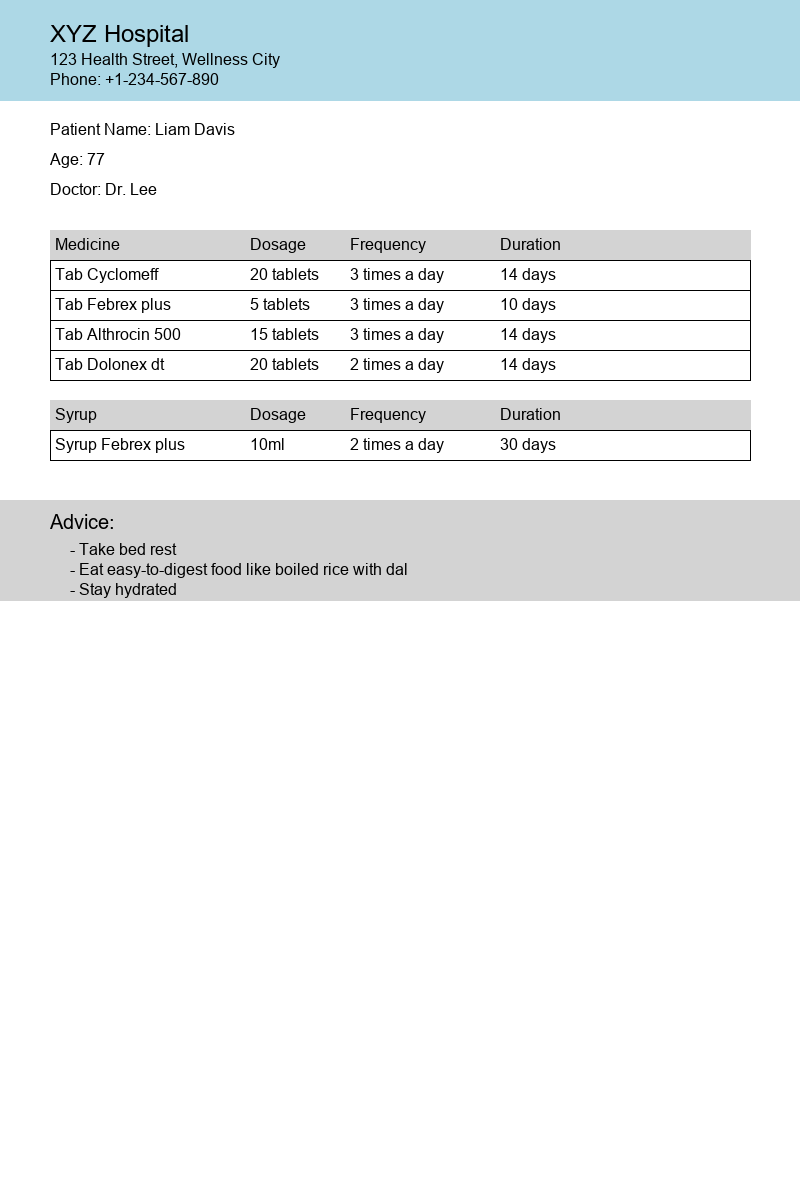 XYZ Hospital
123 Health Street, Wellness City
Phone: +1-234-567-890
Patient Name: Liam Davis
Age: 77
Doctor: Dr. Lee
Medicine Dosage Frequency Duration
Tab Cyclomeff 20 tablets 3 times a day 14 days
Tab Febrex plus 5 tablets 3 times a day 10 days
Tab Althrocin 500 15 tablets 3 times a day 14 days
Tab Dolonex dt 20 tablets 2 times a day 14 days
Syrup Dosage Frequency Duration
Syrup Febrex plus 10ml 2 times a day 30 days
Advice:
- Take bed rest
- Eat easy-to-digest food like boiled rice with dal
- Stay hydrated